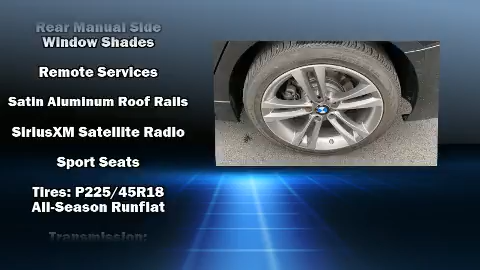 Rear Manual Side
Window Shades
Remote Services
Satin Aluminum Roof Rails
SiriusXM Satellite Radio
Sport Seats
Tires: P225/45R18
All-Season Runflat
Transmission: